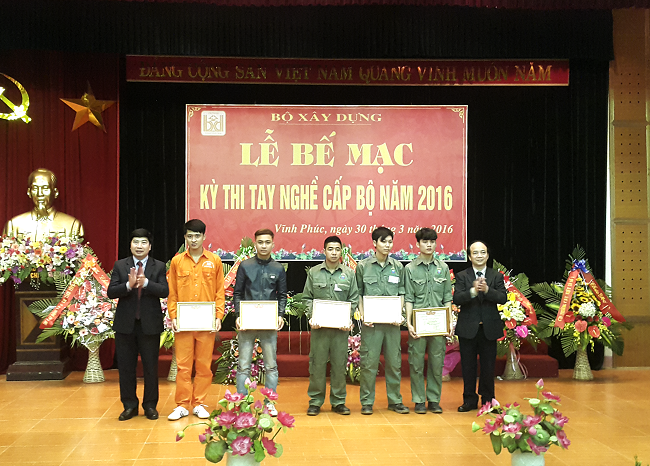 ĐẢNG CỘNG SẢN VIỆT NAM QUANG VINH MUÔN NĂM
BỘ XÂY DỰNG
LỄ BẾ MẠC
KỲ THI TAY NGHỀ CẤP BỘ NĂM 2016
Vĩnh Phúc, ngày 30 tháng 3 năm 2016